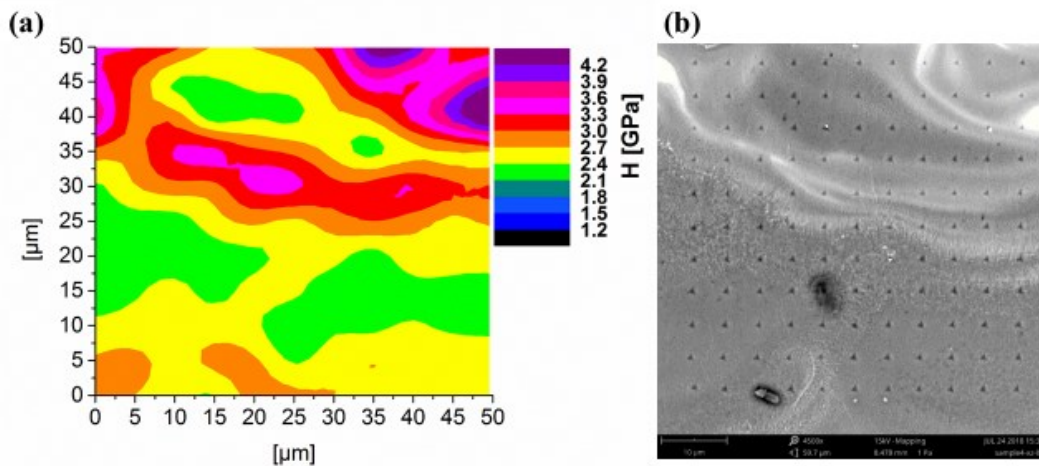 (a)
50
45
40
35
30
25
20
15
10
5
0
[µm]
0 5 10 15 20 25 30 35 40 45 50
[µm]
4.2
3.9
3.6
3.3
3.0
2.7
2.4
2.1
1.8
1.5
1.2
H [GPa]
(b)
10 µm
4500x
59.7 µm
15kV - Mapping
8.478 mm 1 Pa
JUL 24 2018